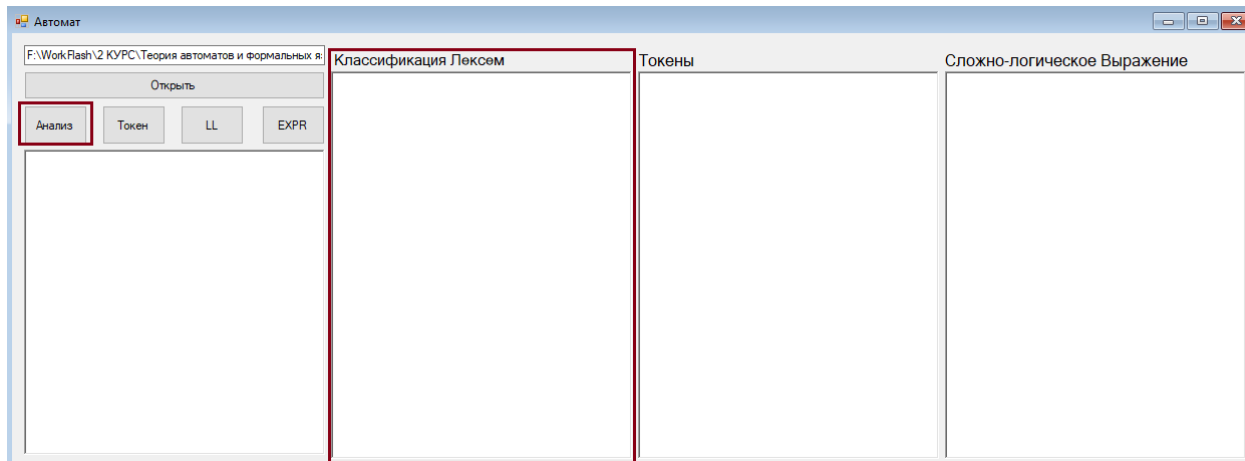 Автомат
F:\WorkFlash\2 КУРС\Теория автоматов и формальных я:
Открыть
Анализ
Токен
LL
EXPR
Классификация Лексем
Токены
Сложно-логическое Выражение